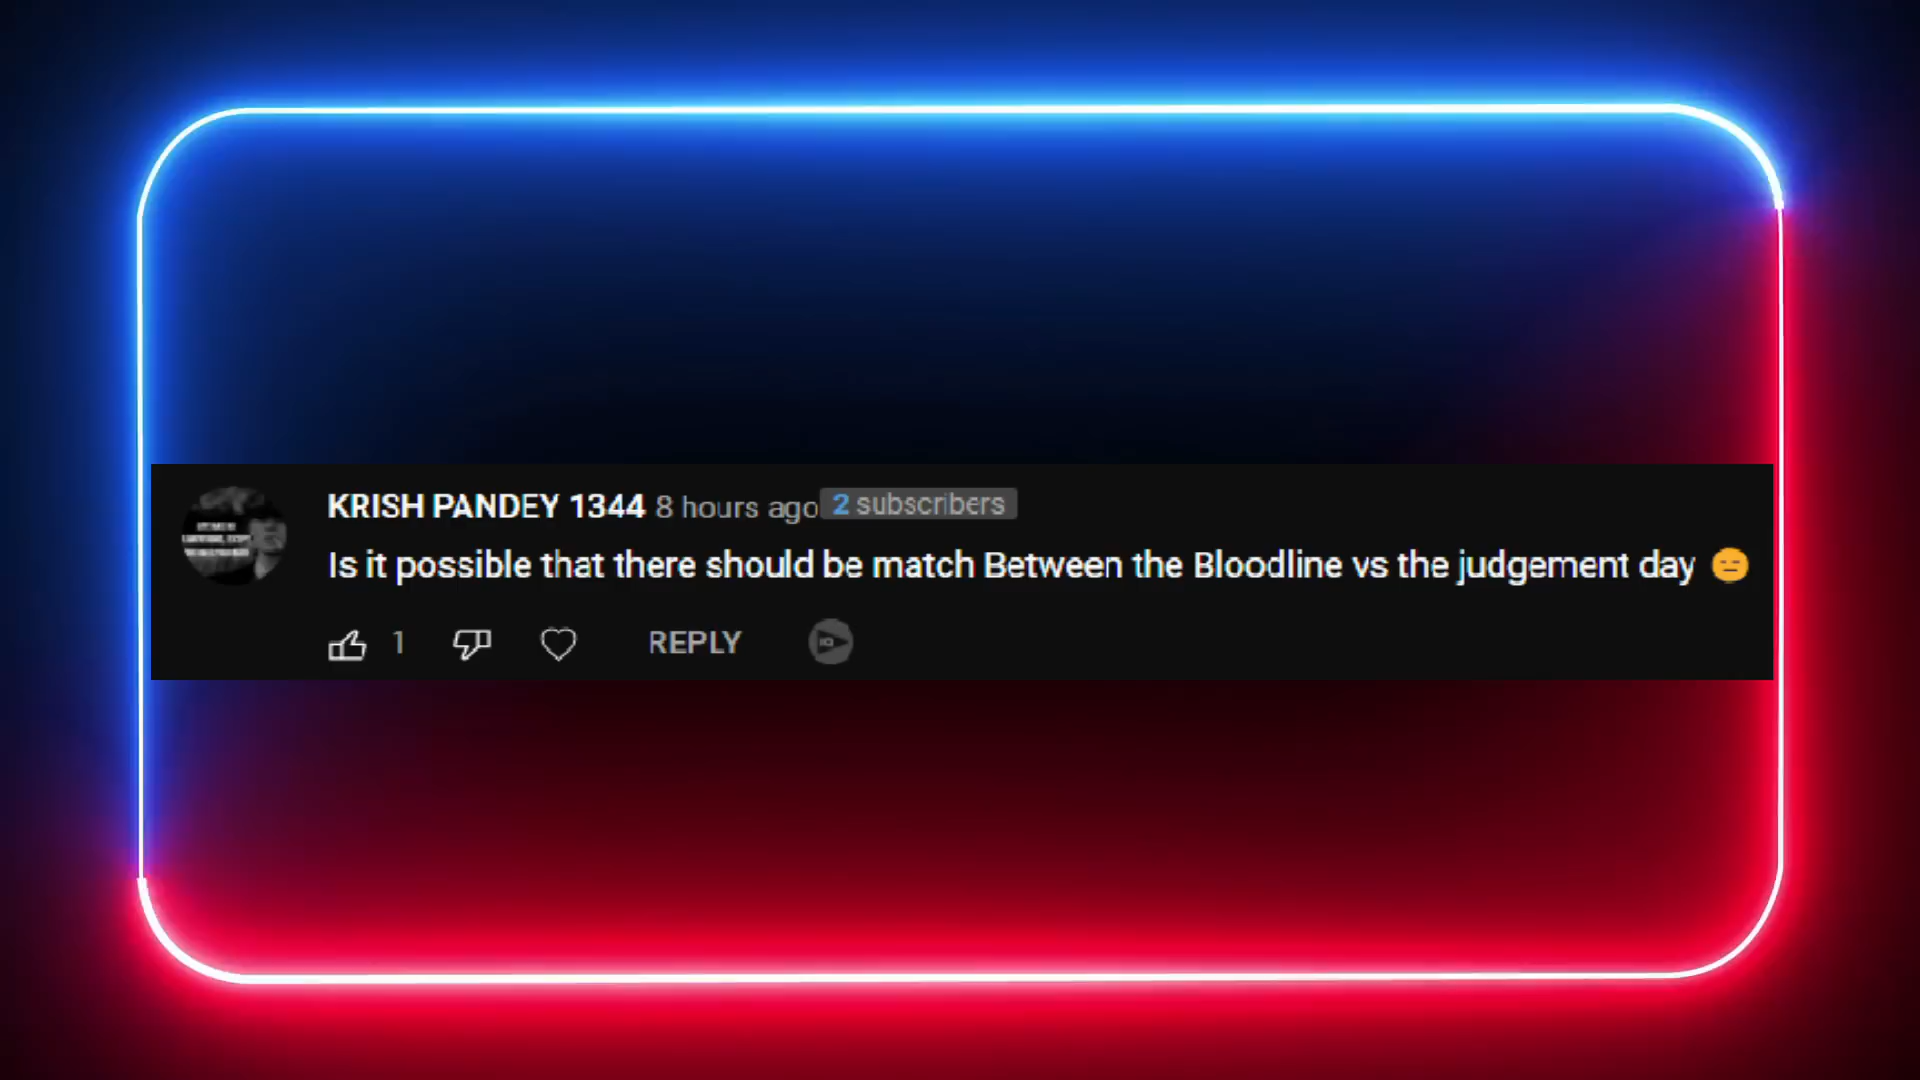 KRISH PANDEY 1344 8 hours ago 2 subscribers
Is it possible that there should be match Between the Bloodline vs the judgement day 😑
1 REPLY